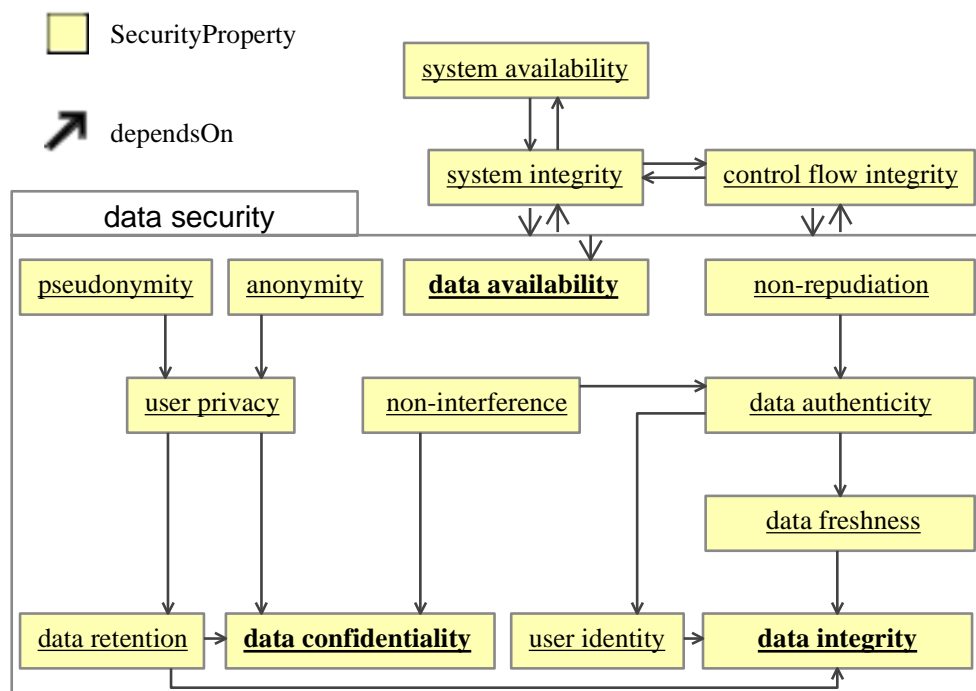 SecurityProperty
dependsOn
system availability
system integrity
control flow integrity
data security
pseudonymity
anonymity
data availability
non-repudiation
user privacy
non-interference
data authenticity
data freshness
data retention
data confidentiality
user identity
data integrity